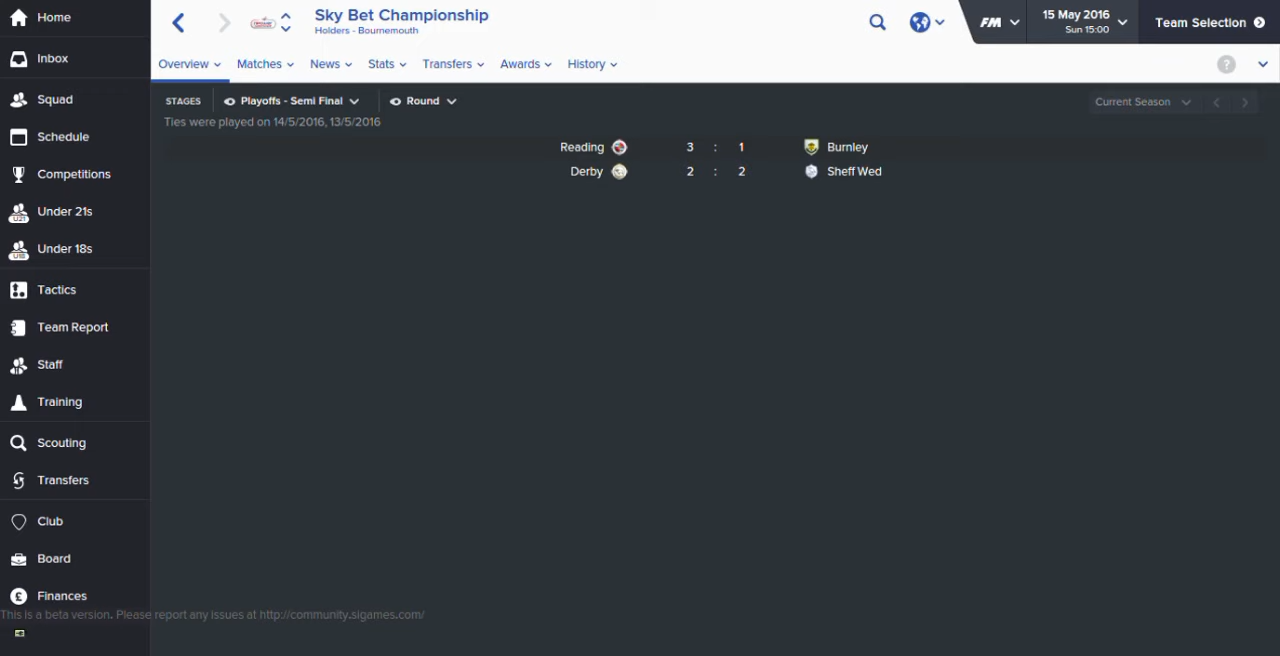 Home
Inbox
Squad
Schedule
Competitions
Under 21s
Under 18s
Tactics
Team Report
Staff
Training
Scouting
Transfers
Club
Board
Finances
Sky Bet Championship
Holders - Bournemouth
FM
15 May 2016
Sun 15:00
Team Selection
Overview Matches News Stats Transfers Awards History ?
STAGES Playoffs - Semi Final Round Current Season
Ties were played on 14/5/2016, 13/5/2016
Reading 3 : 1 Burnley
Derby 2 : 2 Sheff Wed
This is a beta version. Please report any issues at http://community.sigames.com/